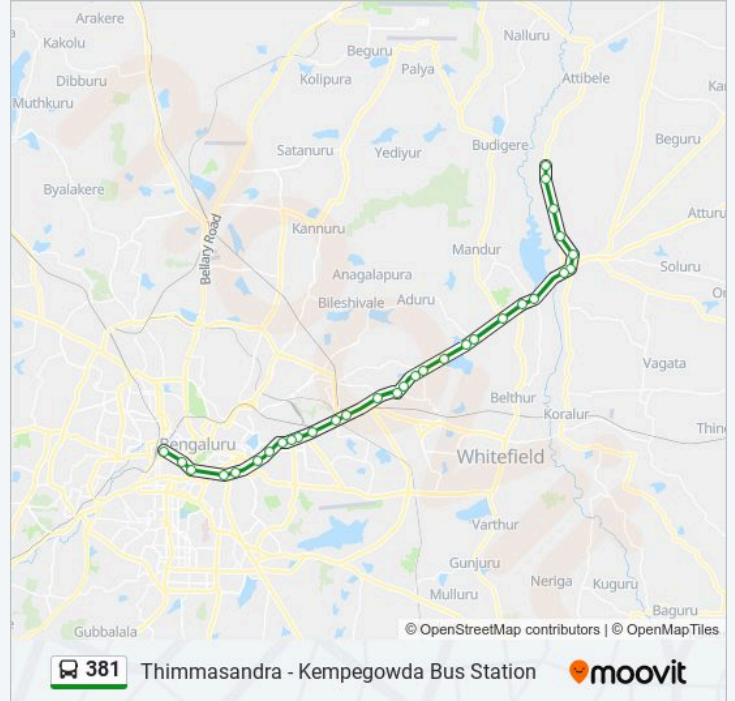 Arakere
Kakolu
Nalluru
Beguru
Palya
Kolipura
Attibele
Dibburu
Muthkuru
Satanuru
Yediyur
Budigere
Beguru
Byalakere
Atturu
Bellary Road
Kannuru
Mandur
Soluru
Anagalapura
Bileshivale
Aduru
Vagata
Belthur
Koralur
Bengaluru
Whitefield
Varthur
Gunjuru
Neriga
Kuguru
Mulluru
Baguru
Gubbalala
© OpenStreetMap contributors | © OpenMapTiles
381 Thimmasandra - Kempegowda Bus Station
moovit